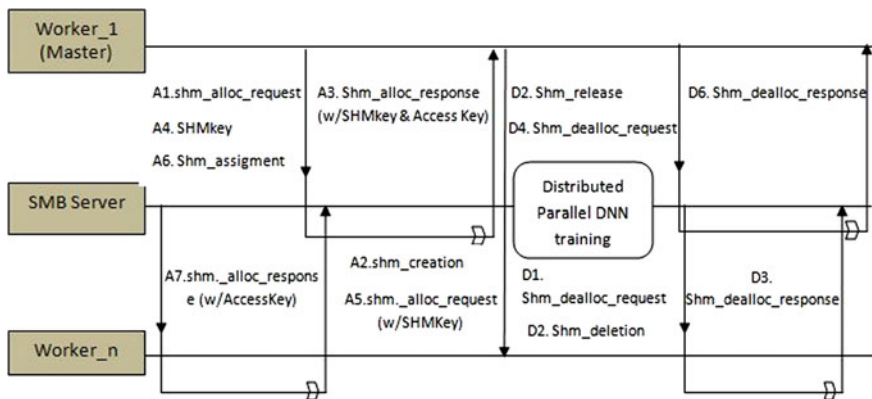 Worker_1
(Master)
A1.shm_alloc_request
A4. SHMkey
A6. Shm_assigment
A3. Shm_alloc_response
(w/SHMkey & Access Key)
D2. Shm_release
D4. Shm_dealloc_request
D6. Shm_dealloc_response
SMB Server
Distributed
Parallel DNN
training
A7.shm._alloc_respons
e (w/AccessKey)
A2.shm_creation
A5.shm._alloc_request
(w/SHMKey)
D1.
Shm_dealloc_request
D2. Shm_deletion
D3.
Shm_dealloc_response
Worker_n